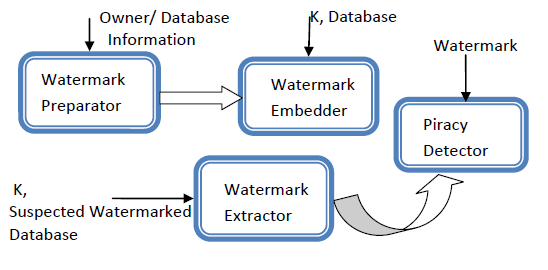 Owner/ Database
Information
K, Database
Watermark
Watermark
Preparator
Watermark
Embedder
Piracy
Detector
K,
Suspected Watermarked
Database
Watermark
Extractor